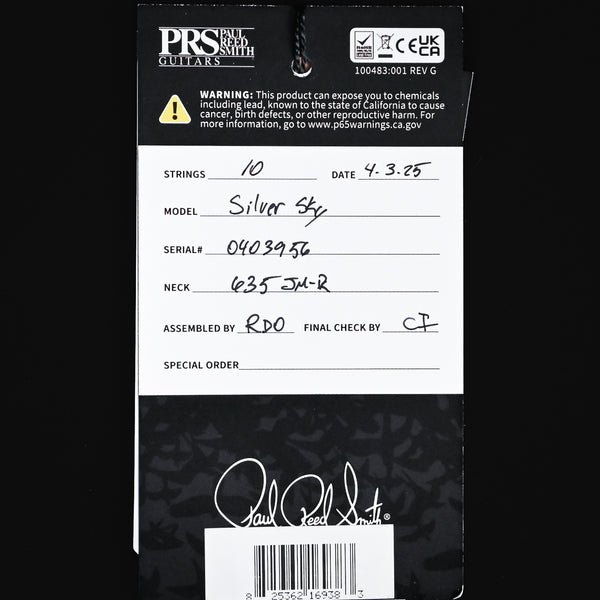 PRS PAUL REED SMITH
GUITARS
CE UK CA
100483:001 REV G
WARNING: This product can expose you to chemicals
including lead, known to the state of California to cause
cancer, birth defects, or other reproductive harm. For
more information, go to www.p65warnings.ca.gov
STRINGS 10 DATE 4.3.25
MODEL Silver Sky
SERIAL# 0403956
NECK 635 JM-R
ASSEMBLED BY RDO FINAL CHECK BY CI
SPECIAL ORDER
Paul Reed Smith®
8 25362 16938 3